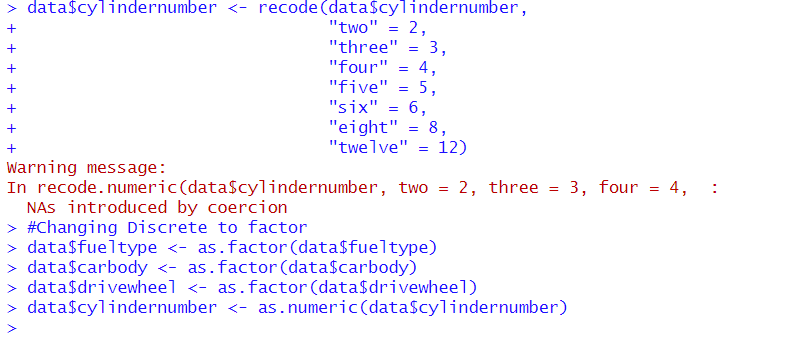 > data$cylindernumber <- recode(data$cylindernumber,
+ "two" = 2,
+ "three" = 3,
+ "four" = 4,
+ "five" = 5,
+ "six" = 6,
+ "eight" = 8,
+ "twelve" = 12)
Warning message:
In recode.numeric(data$cylindernumber, two = 2, three = 3, four = 4,  :
  NAs introduced by coercion
> #Changing Discrete to factor
> data$fueltype <- as.factor(data$fueltype)
> data$carbody <- as.factor(data$carbody)
> data$drivewheel <- as.factor(data$drivewheel)
> data$cylindernumber <- as.numeric(data$cylindernumber)
>